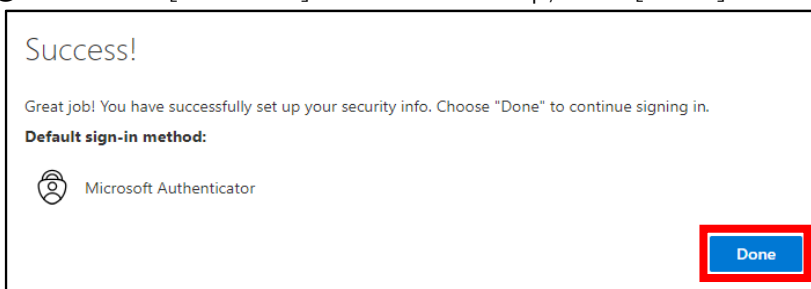 Success!
Great job! You have successfully set up your security info. Choose "Done" to continue signing in.
Default sign-in method:
Microsoft Authenticator
Done